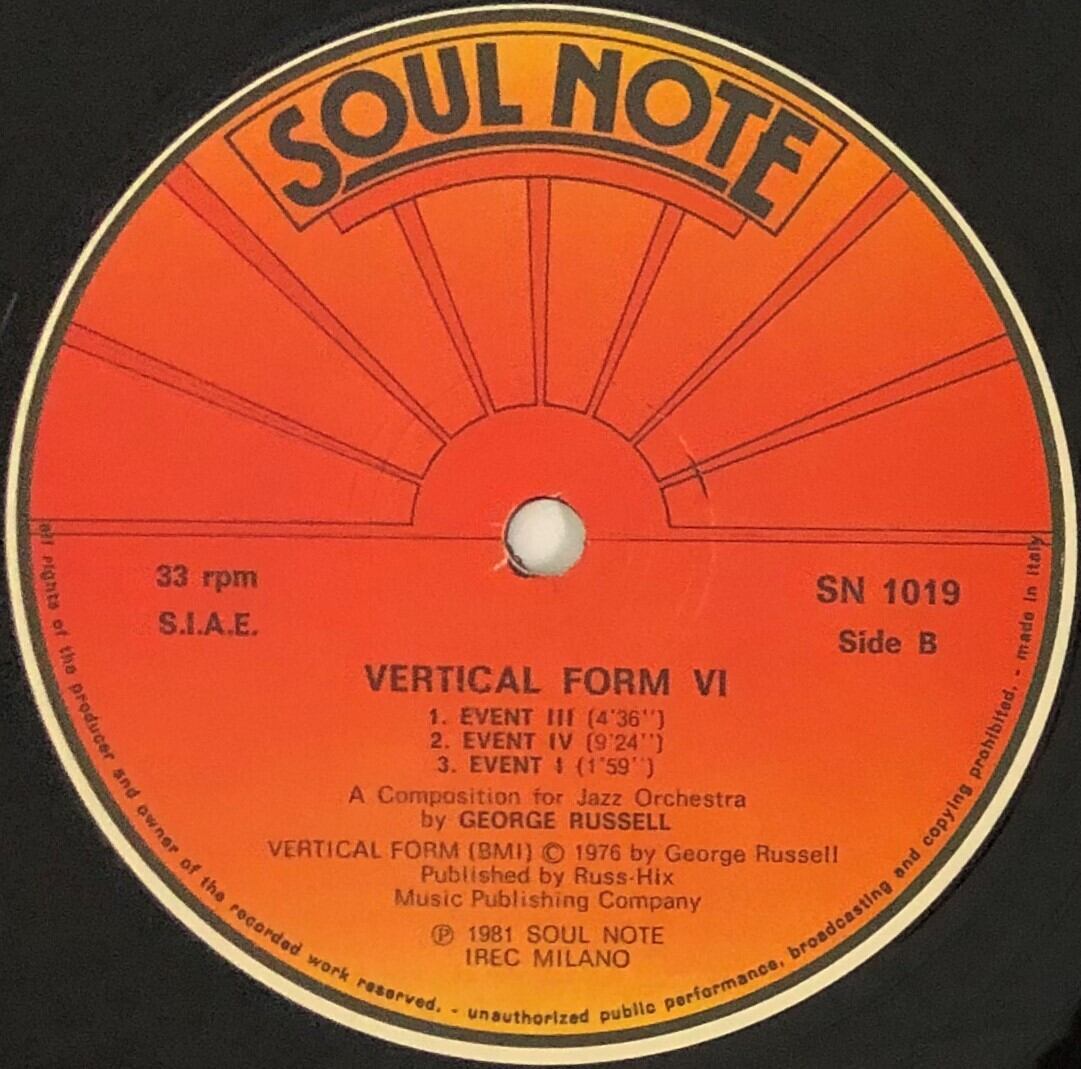 SOUL NOTE
33 rpm
S.I.A.E.
SN 1019
Side B
VERTICAL FORM VI
1. EVENT III (4'36'')
2. EVENT IV (9'24'')
3. EVENT I (1'59'')
A Composition for Jazz Orchestra
by GEORGE RUSSELL
VERTICAL FORM (BMI) © 1976 by George Russell
Published by Russ-Hix
Music Publishing Company
℗ 1981 SOUL NOTE
IREC MILANO
all rights of the producer and owner of the recorded work reserved. - unauthorized public performance, broadcasting and copying prohibited. - made in Italy